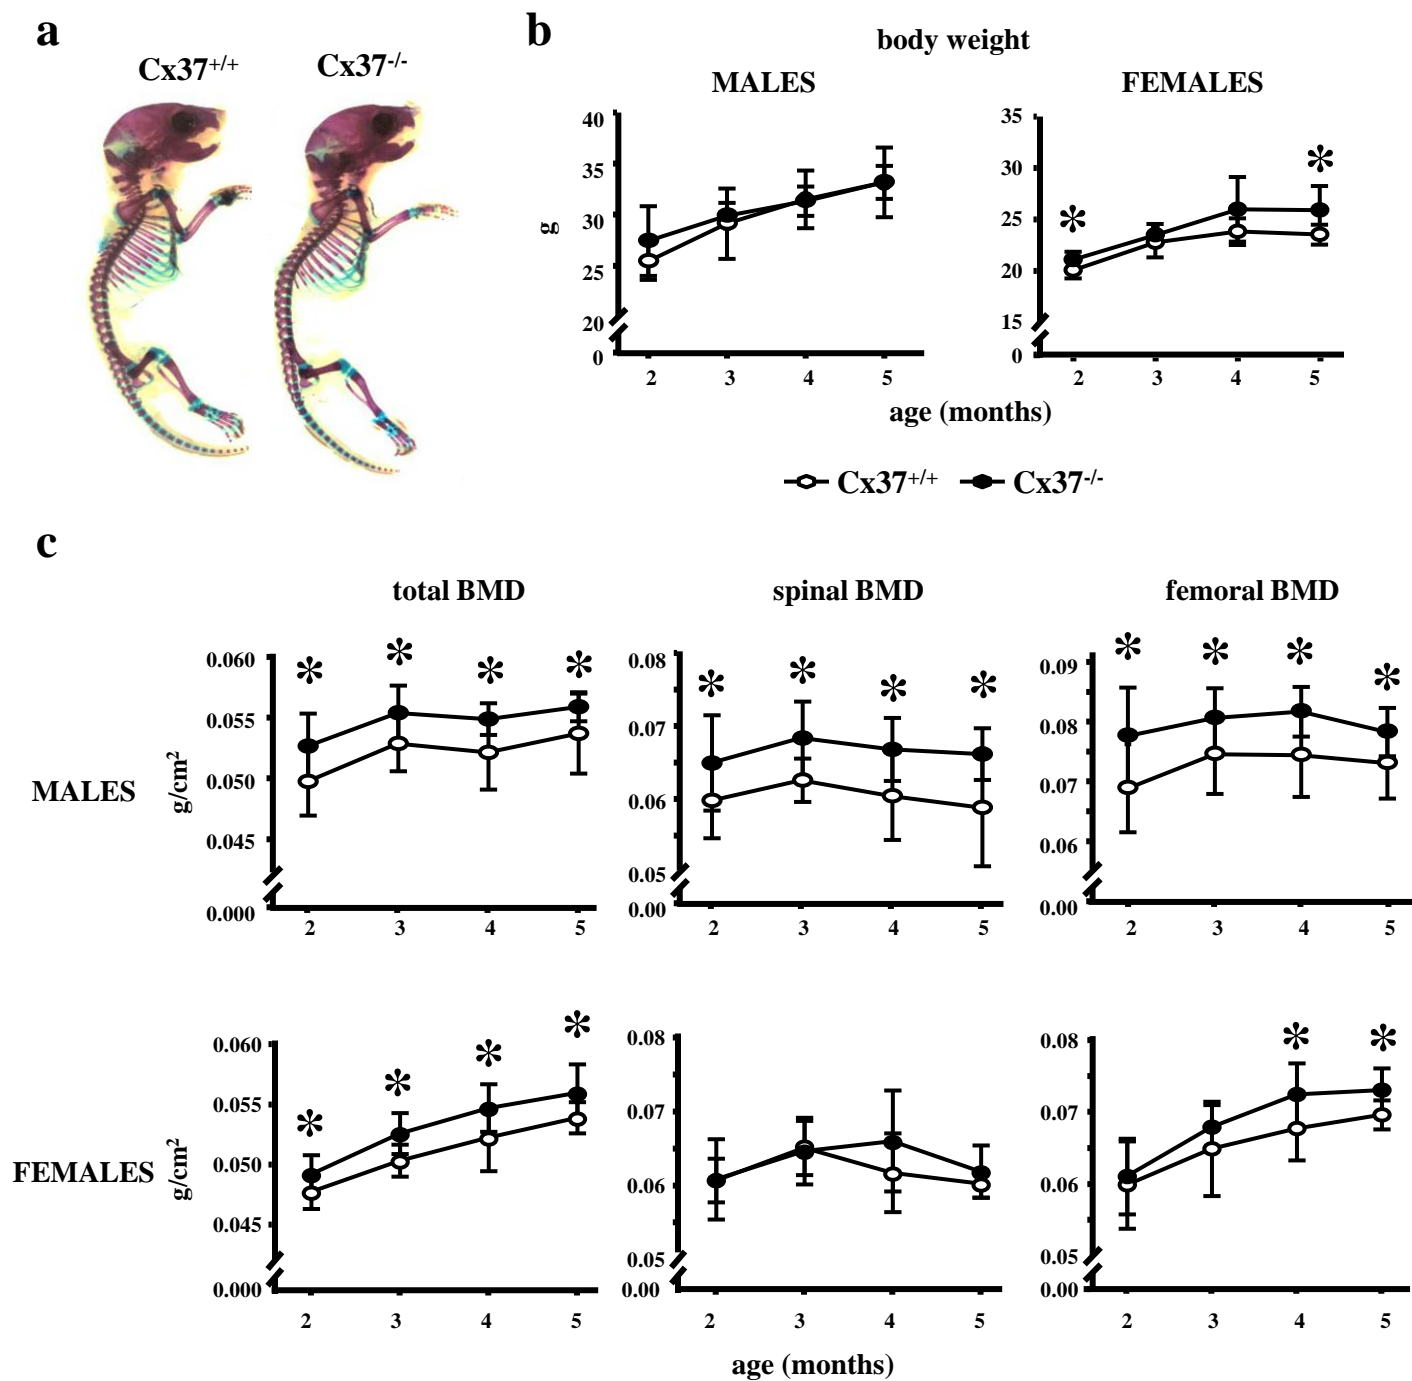 a
Cx37+/+ Cx37-/-
b
body weight
MALES
FEMALES
g
40
35
30
25
20
0
2 3 4 5
35
30
25
20
15
0
*
*
2 3 4 5
age (months)
Cx37+/+ Cx37-/-
c
total BMD
spinal BMD
femoral BMD
MALES
g/cm2
0.060
0.055
0.050
0.045
0.000
* * * *
2 3 4 5
0.08
0.07
0.06
0.05
0.00
* * * *
2 3 4 5
0.09
0.08
0.07
0.06
0.00
* * * *
2 3 4 5
FEMALES
g/cm2
0.060
0.055
0.050
0.045
0.000
* * * *
2 3 4 5
0.08
0.07
0.06
0.05
0.00
2 3 4 5
0.08
0.07
0.06
0.05
0.00
* *
2 3 4 5
age (months)